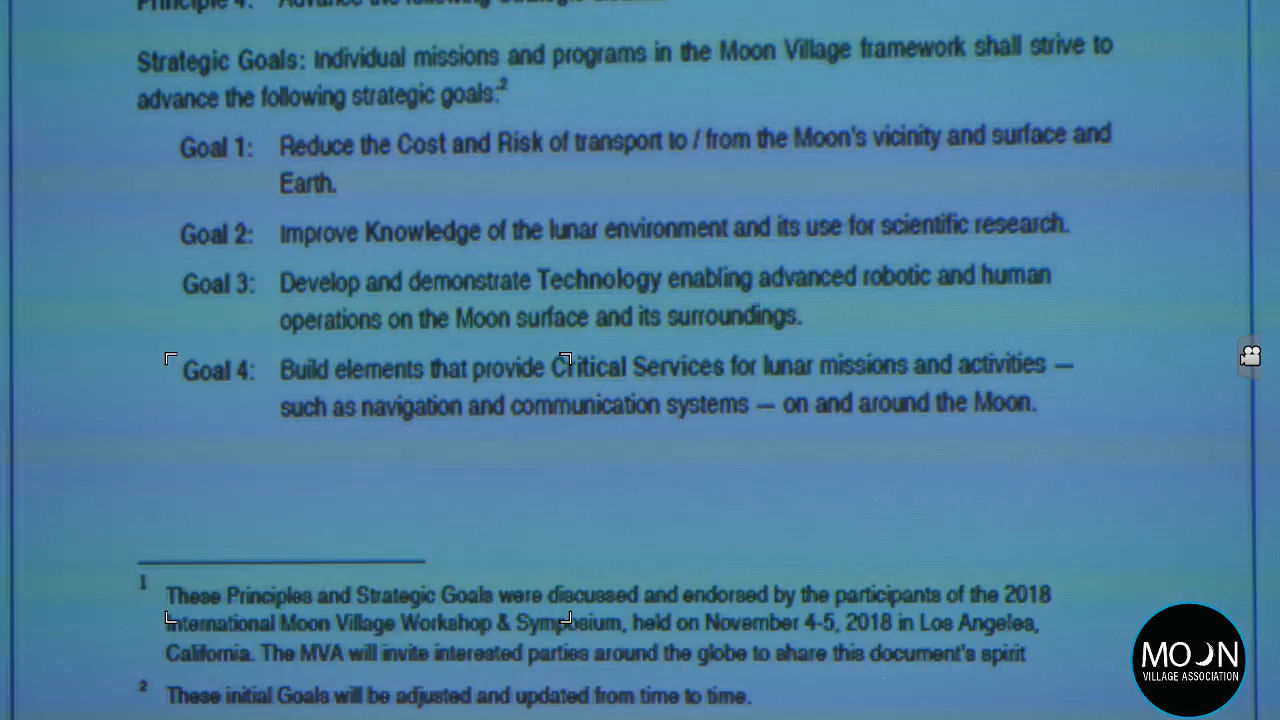 Principle 4: Advance the following Strategic Goals.
Strategic Goals: Individual missions and programs in the Moon Village framework shall strive to
advance the following strategic goals:2
Goal 1: Reduce the Cost and Risk of transport to / from the Moon's vicinity and surface and
Earth.
Goal 2: Improve Knowledge of the lunar environment and its use for scientific research.
Goal 3: Develop and demonstrate Technology enabling advanced robotic and human
operations on the Moon surface and its surroundings.
Goal 4: Build elements that provide Critical Services for lunar missions and activities —
such as navigation and communication systems — on and around the Moon.
1 These Principles and Strategic Goals were discussed and endorsed by the participants of the 2018
International Moon Village Workshop & Symposium, held on November 4-5, 2018 in Los Angeles,
California. The MVA will invite interested parties around the globe to share this document's spirit
2 These initial Goals will be adjusted and updated from time to time.
MOON
VILLAGE ASSOCIATION